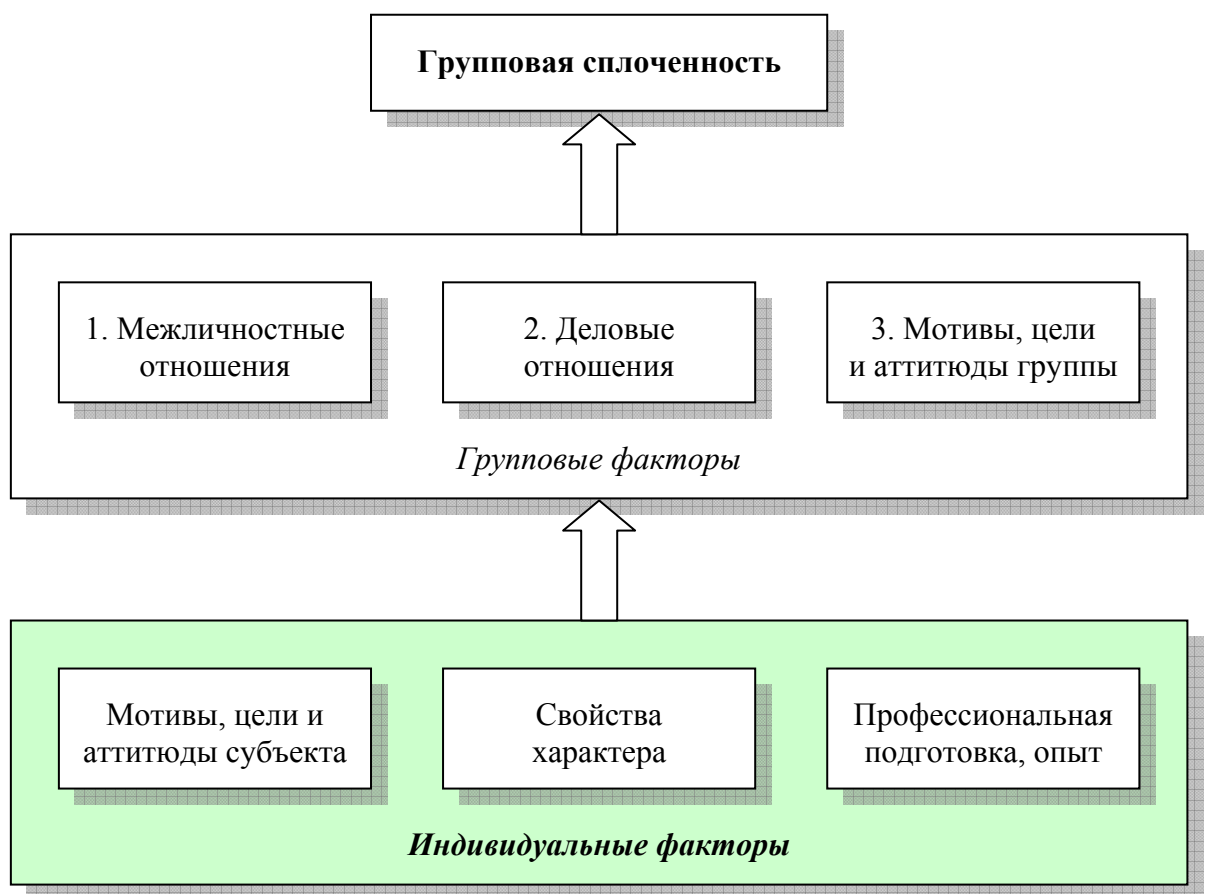 Групповая сплоченность
1. Межличностные
отношения
2. Деловые
отношения
3. Мотивы, цели
и аттитюды группы
Групповые факторы
Мотивы, цели и
аттитюды субъекта
Свойства
характера
Профессиональная
подготовка, опыт
Индивидуальные факторы